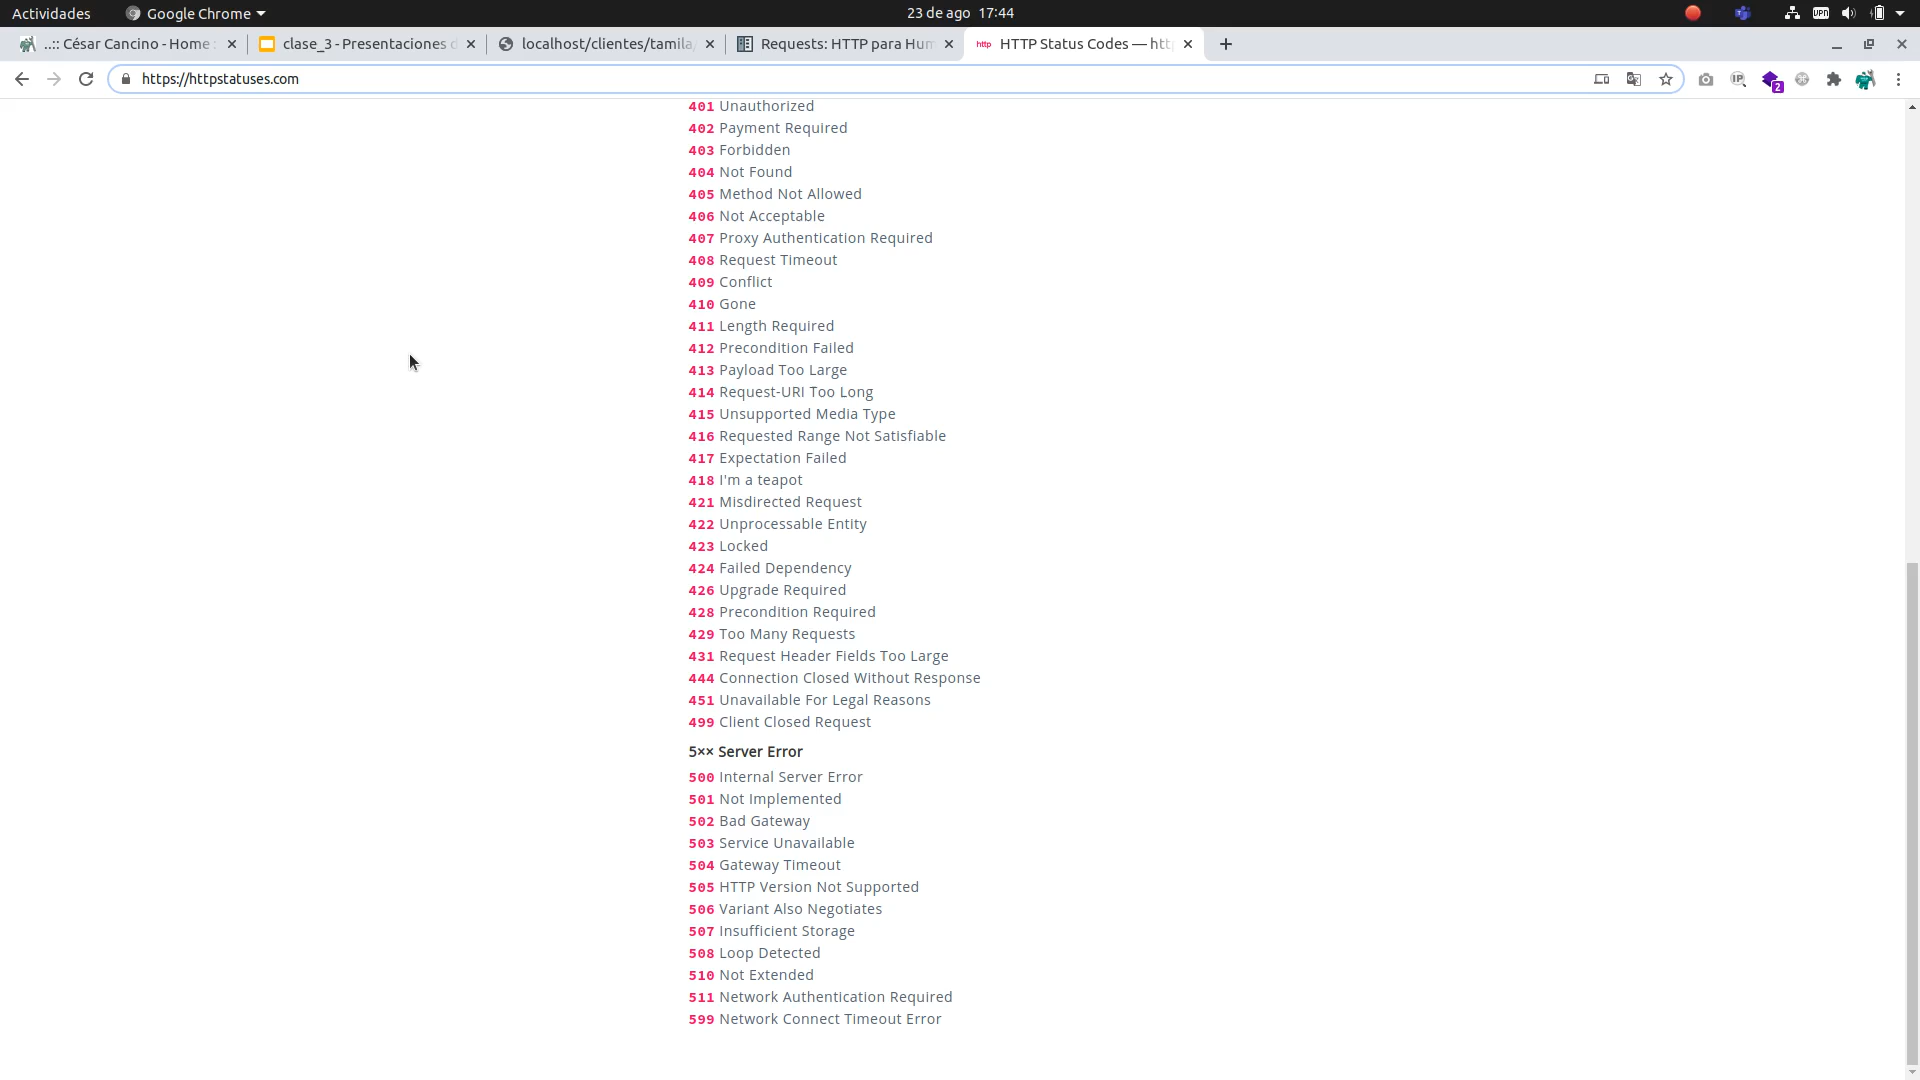 Actividades
Google Chrome
23 de ago 17:44
VPN
..:: César Cancino - Home :
clase_3 - Presentaciones d
localhost/clientes/tamila
Requests: HTTP para Hum
http
HTTP Status Codes — http
https://httpstatuses.com
IP
2
401 Unauthorized
402 Payment Required
403 Forbidden
404 Not Found
405 Method Not Allowed
406 Not Acceptable
407 Proxy Authentication Required
408 Request Timeout
409 Conflict
410 Gone
411 Length Required
412 Precondition Failed
413 Payload Too Large
414 Request-URI Too Long
415 Unsupported Media Type
416 Requested Range Not Satisfiable
417 Expectation Failed
418 I'm a teapot
421 Misdirected Request
422 Unprocessable Entity
423 Locked
424 Failed Dependency
426 Upgrade Required
428 Precondition Required
429 Too Many Requests
431 Request Header Fields Too Large
444 Connection Closed Without Response
451 Unavailable For Legal Reasons
499 Client Closed Request
5×× Server Error
500 Internal Server Error
501 Not Implemented
502 Bad Gateway
503 Service Unavailable
504 Gateway Timeout
505 HTTP Version Not Supported
506 Variant Also Negotiates
507 Insufficient Storage
508 Loop Detected
510 Not Extended
511 Network Authentication Required
599 Network Connect Timeout Error